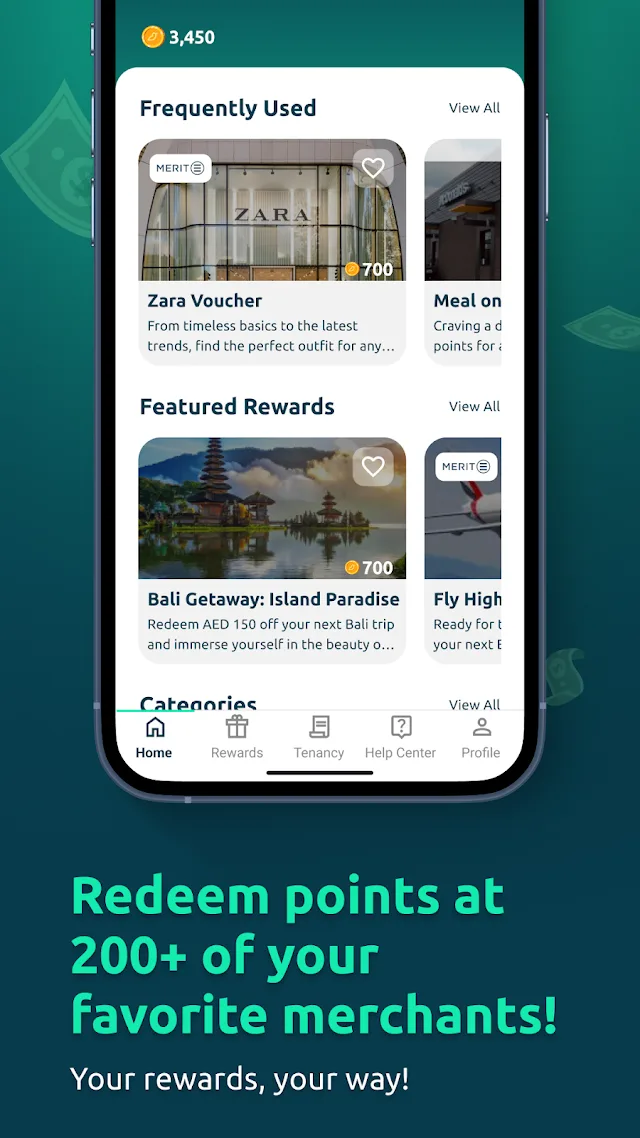 3,450
Frequently Used
View All
MERIT
ZARA
700
Zara Voucher
From timeless basics to the latest
trends, find the perfect outfit for any...
Meal on
Craving a d
points for a
Featured Rewards
View All
MERIT
700
Bali Getaway: Island Paradise
Redeem AED 150 off your next Bali trip
and immerse yourself in the beauty o...
Fly High
Ready for t
your next E
Categories
View All
Home
Rewards
Tenancy
Help Center
Profile
Redeem points at
200+ of your
favorite merchants!
Your rewards, your way!